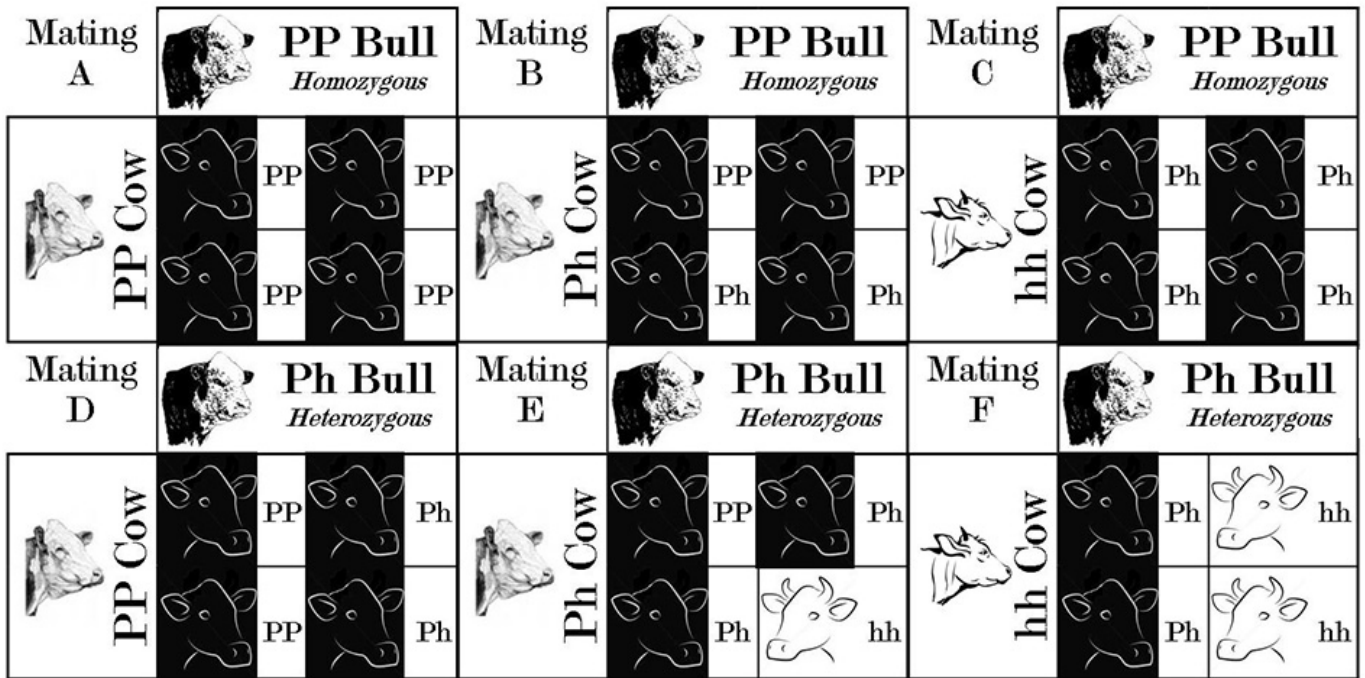 Mating
A
PP Bull
Homozygous
PP Cow
PP
PP
PP
PP
Mating
B
PP Bull
Homozygous
Ph Cow
PP
PP
Ph
Ph
Mating
C
PP Bull
Homozygous
hh Cow
Ph
Ph
Ph
Ph
Mating
D
Ph Bull
Heterozygous
PP Cow
PP
Ph
PP
Ph
Mating
E
Ph Bull
Heterozygous
Ph Cow
PP
Ph
Ph
hh
Mating
F
Ph Bull
Heterozygous
hh Cow
Ph
hh
Ph
hh